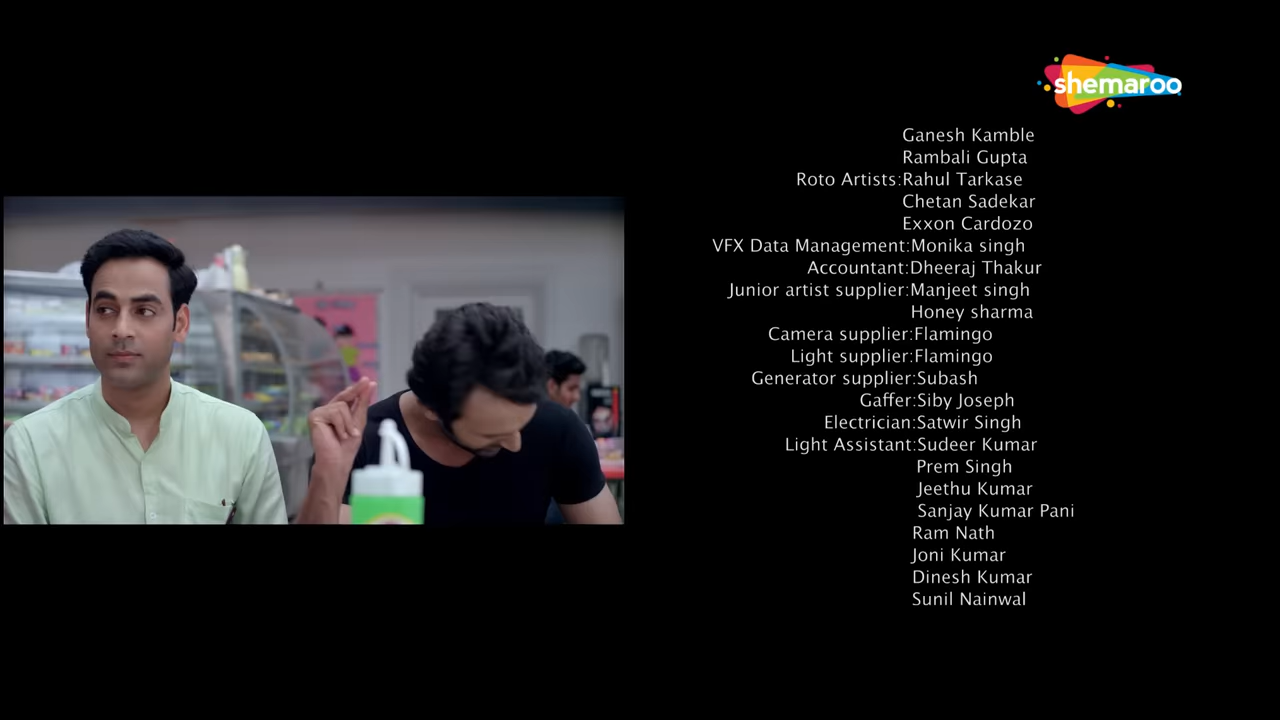 shemaroo
Ganesh Kamble
Rambali Gupta
Roto Artists:Rahul Tarkase
Chetan Sadekar
Exxon Cardozo
VFX Data Management:Monika singh
Accountant:Dheeraj Thakur
Junior artist supplier:Manjeet singh
Honey sharma
Camera supplier:Flamingo
Light supplier:Flamingo
Generator supplier:Subash
Gaffer:Siby Joseph
Electrician:Satwir Singh
Light Assistant:Sudeer Kumar
Prem Singh
Jeethu Kumar
Sanjay Kumar Pani
Ram Nath
Joni Kumar
Dinesh Kumar
Sunil Nainwal